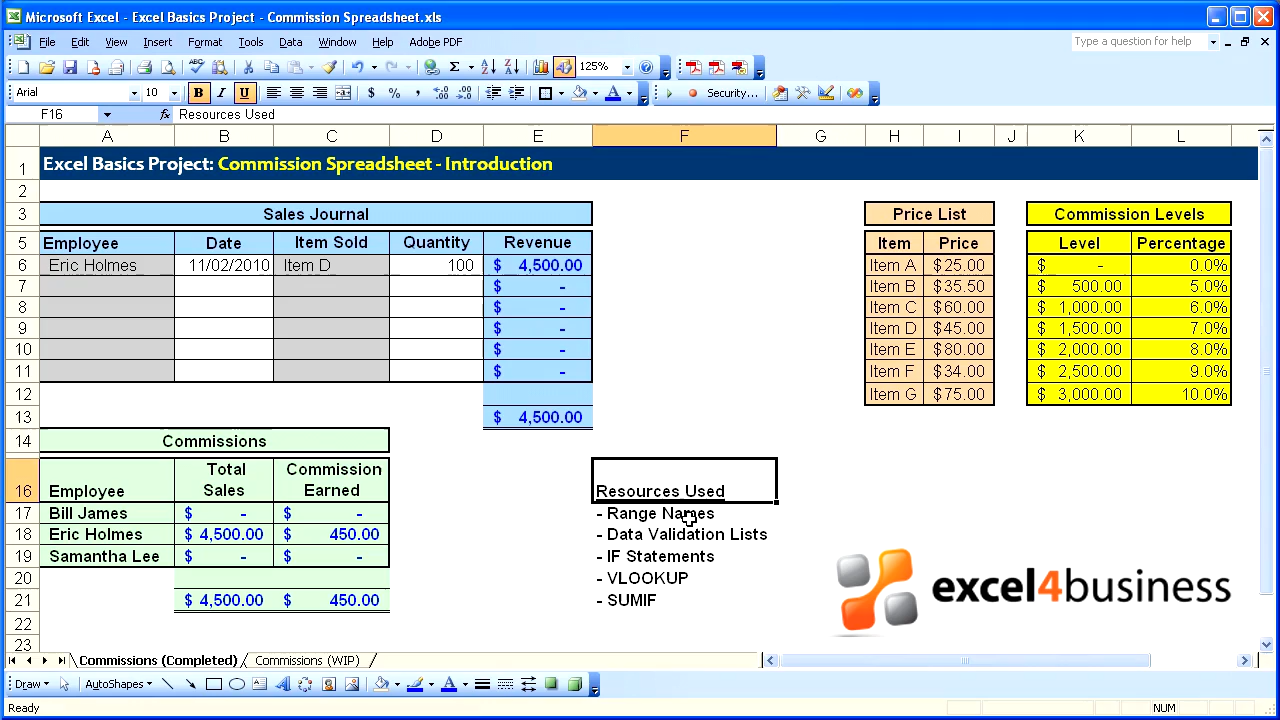 Microsoft Excel - Excel Basics Project - Commission Spreadsheet.xls
File Edit View Insert Format Tools Data Window Help Adobe PDF Type a question for help
125%
Arial 10 B I U $ % , Security...
F16 fx Resources Used
A B C D E F G H I J K L
1 Excel Basics Project: Commission Spreadsheet - Introduction
2
3 Sales Journal Price List Commission Levels
5 Employee Date Item Sold Quantity Revenue Item Price Level Percentage
6 Eric Holmes 11/02/2010 Item D 100 $ 4,500.00 Item A $25.00 $ - 0.0%
7 $ - Item B $35.50 $ 500.00 5.0%
8 $ - Item C $60.00 $ 1,000.00 6.0%
9 $ - Item D $45.00 $ 1,500.00 7.0%
10 $ - Item E $80.00 $ 2,000.00 8.0%
11 $ - Item F $34.00 $ 2,500.00 9.0%
12 Item G $75.00 $ 3,000.00 10.0%
13 $ 4,500.00
14 Commissions
Total Commission
16 Employee Sales Earned Resources Used
17 Bill James $ - $ - - Range Names
18 Eric Holmes $ 4,500.00 $ 450.00 - Data Validation Lists
19 Samantha Lee $ - $ - - IF Statements
20 - VLOOKUP
21 $ 4,500.00 $ 450.00 - SUMIF
excel4business
22
23
Commissions (Completed) Commissions (WIP)
Draw AutoShapes A
Ready NUM